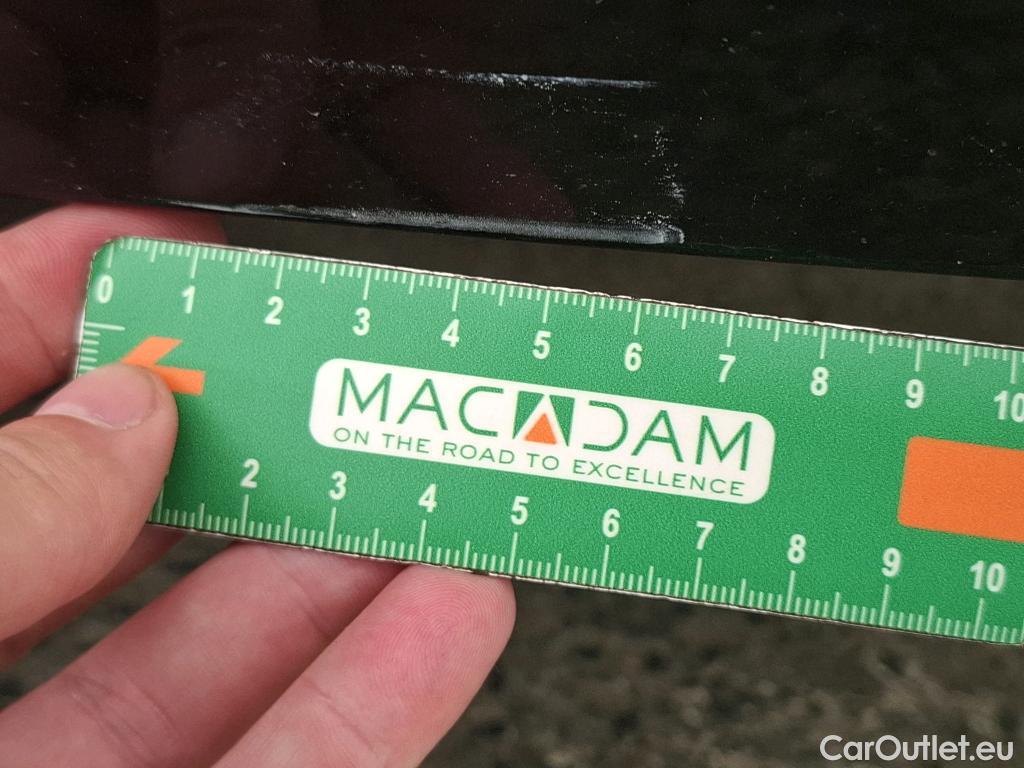 0 1 2 3 4 5 6 7 8 9 10
MACADAM
ON THE ROAD TO EXCELLENCE
2 3 4 5 6 7 8 9 10
CarOutlet.eu